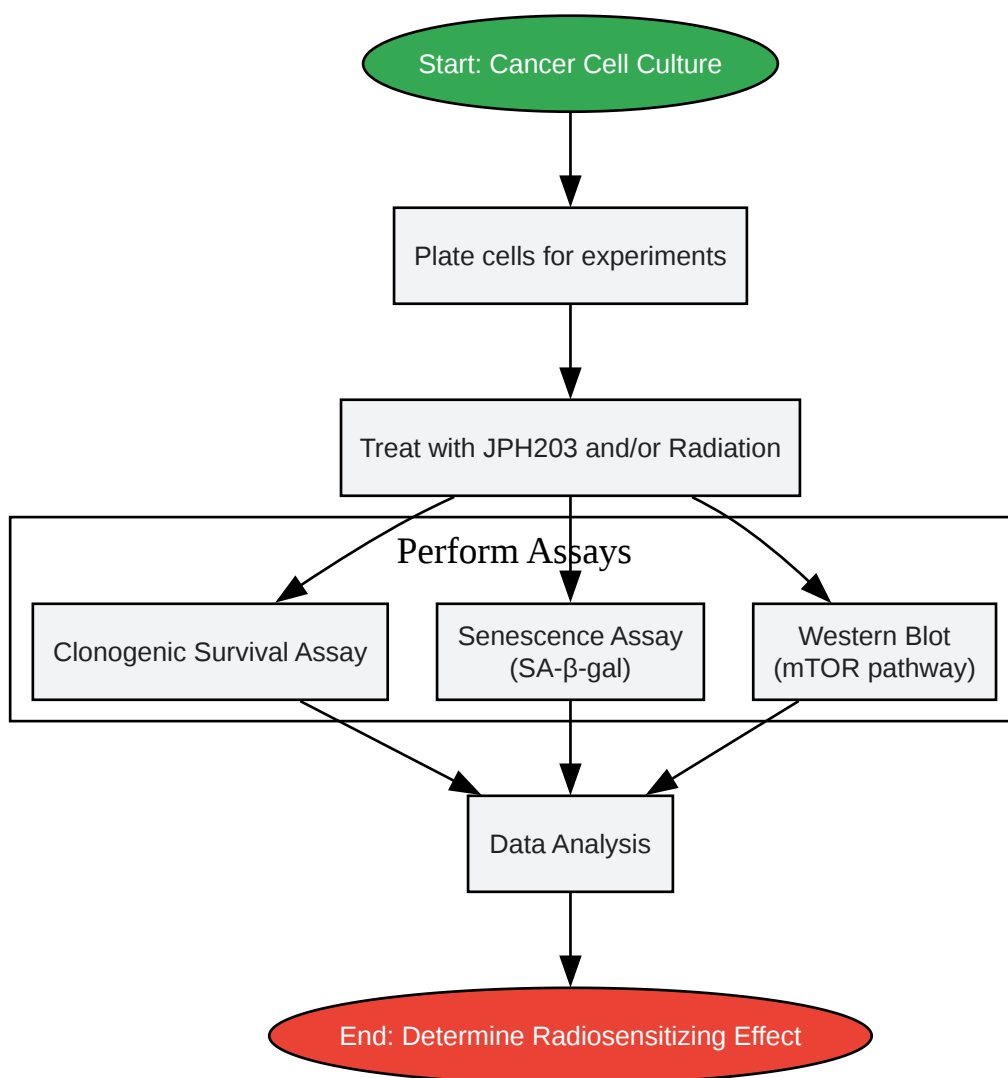 Start: Cancer Cell Culture
Plate cells for experiments
Treat with JPH203 and/or Radiation
Perform Assays
Clonogenic Survival Assay
Senescence Assay
(SA-β-gal)
Western Blot
(mTOR pathway)
Data Analysis
End: Determine Radiosensitizing Effect